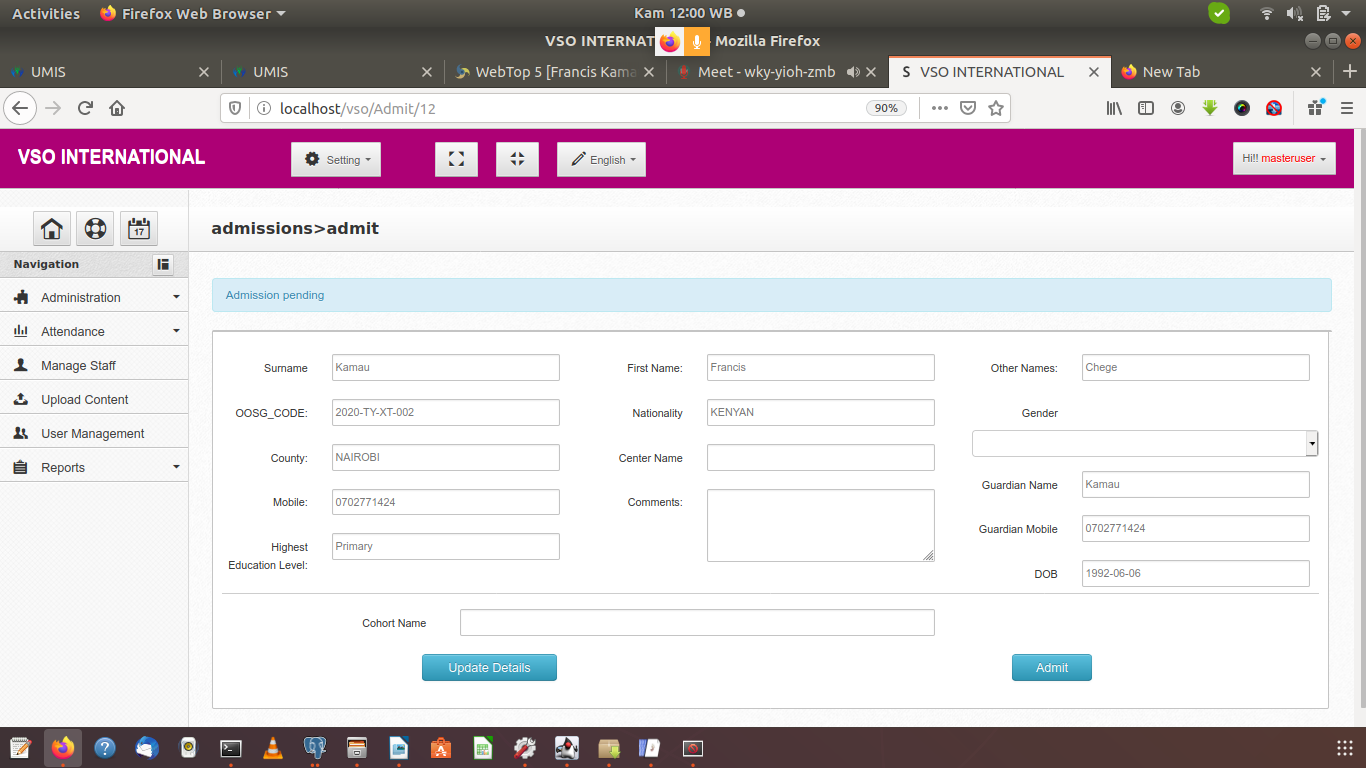 Activities Firefox Web Browser Kam 12:00 WB
VSO INTERNAT - Mozilla Firefox
UMIS UMIS WebTop 5 [Francis Kama Meet - wky-yioh-zmb VSO INTERNATIONAL New Tab
localhost/vso/Admit/12 90%
VSO INTERNATIONAL Setting English Hi!! masteruser
17
admissions>admit
Navigation
Administration
Attendance
Manage Staff
Upload Content
User Management
Reports
Admission pending
Surname Kamau First Name: Francis Other Names: Chege
OOSG_CODE: 2020-TY-XT-002 Nationality KENYAN Gender
County: NAIROBI Center Name
Guardian Name Kamau
Mobile: 0702771424 Comments:
Guardian Mobile 0702771424
Highest Education Level: Primary
DOB 1992-06-06
Cohort Name
Update Details Admit